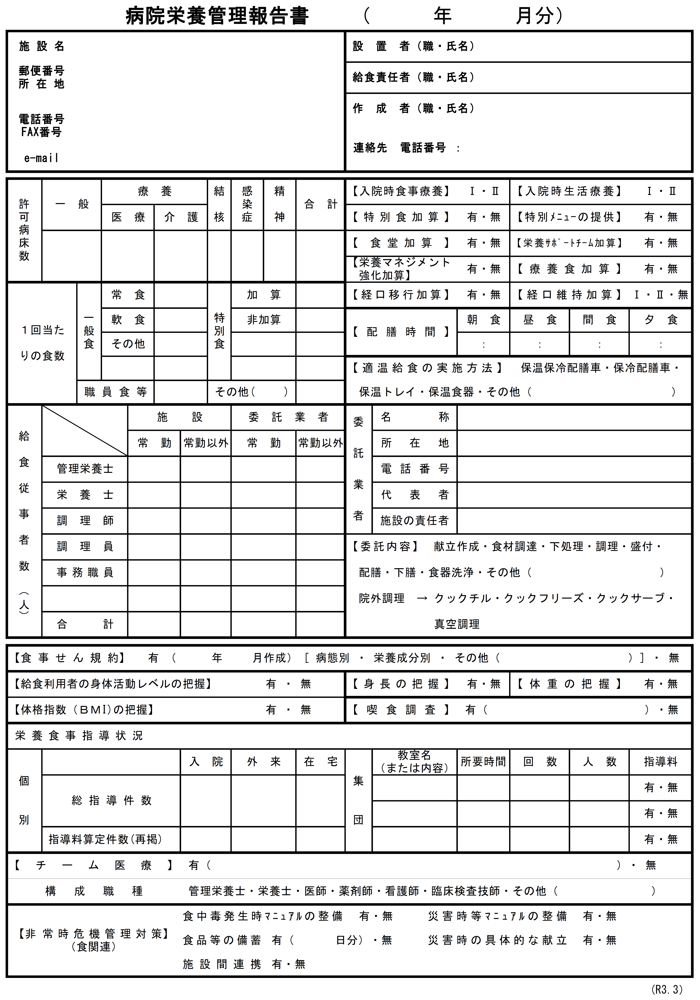 病院栄養管理報告書　（　　　年　　　月分）
施 設 名
郵便番号
所 在 地
電話番号
FAX番号
e-mail
設　置　者（職・氏名）
給食責任者（職・氏名）
作　成　者（職・氏名）
連絡先　電話番号　：
許可病床数
一　般
療　養
医　療
介　護
結核
感染症
精神
合　計
【入院時食事療養】　Ⅰ・Ⅱ
【入院時生活療養】　Ⅰ・Ⅱ
【特別食加算】　有・無
【特別ﾒﾆｭｰの提供】　有・無
【食堂加算】　有・無
【栄養ｻﾎﾟｰﾄﾁｰﾑ加算】　有・無
【栄養マネジメント
強化加算】　有・無
【療養食加算】　有・無
【経口移行加算】　有・無
【経口維持加算】　Ⅰ・Ⅱ・無
１回当た
りの食数
一般食
常　食
軟　食
その他
特別食
加　算
非加算
職 員 食 等
その他（　　）
【配膳時間】
朝　食
昼　食
間　食
夕　食
：
：
：
：
【適温給食の実施方法】　保温保冷配膳車・保冷配膳車・
保温トレイ・保温食器・その他（　　　　　　　　）
給食従事者数（人）
施　　設
委 託 業 者
常　勤
常勤以外
常　勤
常勤以外
管理栄養士
栄　養　士
調　理　師
調　理　員
事 務 職 員
合　　　計
委託業者
名　　　称
所　在　地
電 話 番 号
代　表　者
施設の責任者
【委託内容】　献立作成・食材調達・下処理・調理・盛付・
配膳・下膳・食器洗浄・その他（　　　　　　　　）
院外調理　→ クックチル・クックフリーズ・クックサーブ・
真空調理
【食 事 せ ん 規 約】　有　（　　　年　　月作成）［ 病態別 ・ 栄養成分別 ・ その他（　　　　　　　　）］・ 無
【給食利用者の身体活動レベルの把握】　有 ・ 無
【身長の把握】　有・無
【体重の把握】　有・無
【体格指数（ＢＭＩ）の把握】　有 ・ 無
【喫食調査】　有（　　　　　　　　　）・無
栄 養 食 事 指 導 状 況
個別
入　院
外　来
在　宅
総 指 導 件 数
指導料算定件数（再掲）
集団
教室名
（または内容）
所要時間
回　数
人　数
指導料
有・無
有・無
有・無
【チーム医療】　有（　　　　　　　　　　　　　　）・ 無
構 成 職 種　　管理栄養士・栄養士・医師・薬剤師・看護師・臨床検査技師・その他（　　　　　　）
【非 常 時 危 機 管 理 対 策】
（食関連）
食中毒発生時ﾏﾆｭｱﾙの整備　有・無　　災害時等ﾏﾆｭｱﾙの整備　有・無
食品等の備蓄　有（　　　日分）・無　　災害時の具体的な献立　有・無
施 設 間 連 携　有・無
（R3.3）